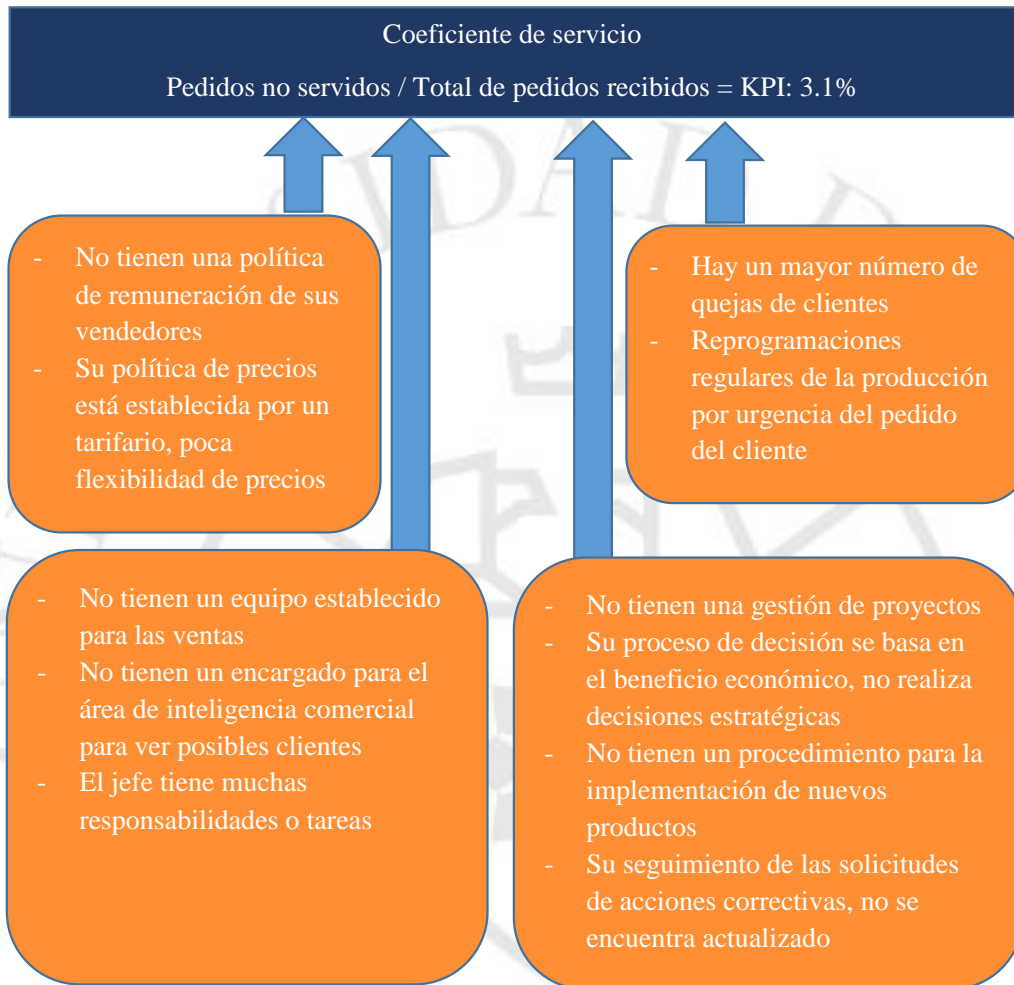 Coeficiente de servicio
Pedidos no servidos / Total de pedidos recibidos = KPI: 3.1%
- No tienen una política
de remuneración de sus
vendedores
- Su política de precios
está establecida por un
tarifario, poca
flexibilidad de precios
- Hay un mayor número de
quejas de clientes
- Reprogramaciones
regulares de la producción
por urgencia del pedido
del cliente
- No tienen un equipo establecido
para las ventas
- No tienen un encargado para el
área de inteligencia comercial
para ver posibles clientes
- El jefe tiene muchas
responsabilidades o tareas
- No tienen una gestión de proyectos
- Su proceso de decisión se basa en
el beneficio económico, no realiza
decisiones estratégicas
- No tienen un procedimiento para la
implementación de nuevos
productos
- Su seguimiento de las solicitudes
de acciones correctivas, no se
encuentra actualizado